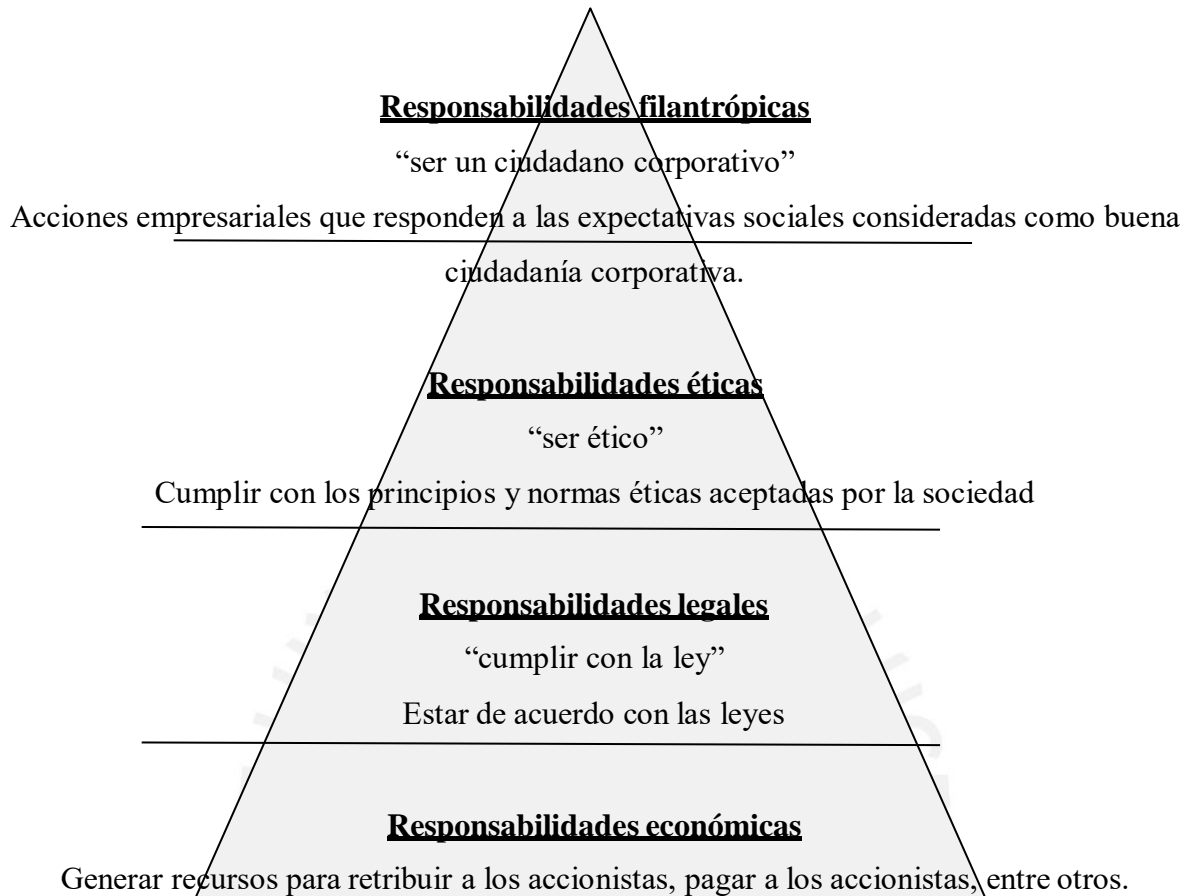 Responsabilidades filantrópicas
“ser un ciudadano corporativo”
Acciones empresariales que responden a las expectativas sociales consideradas como buena
ciudadanía corporativa.
Responsabilidades éticas
“ser ético”
Cumplir con los principios y normas éticas aceptadas por la sociedad
Responsabilidades legales
“cumplir con la ley”
Estar de acuerdo con las leyes
Responsabilidades económicas
Generar recursos para retribuir a los accionistas, pagar a los accionistas, entre otros.